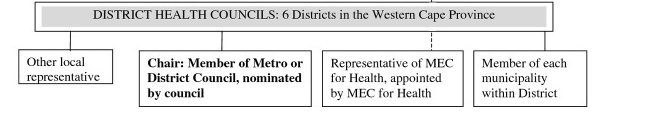 DISTRICT HEALTH COUNCILS: 6 Districts in the Western Cape Province
Other local
representative
Chair: Member of Metro or
District Council, nominated
by council
Representative of MEC
for Health, appointed
by MEC for Health
Member of each
municipality
within District